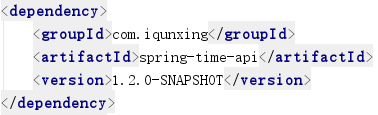 <dependency>
    <groupId>com.iqunxing</groupId>
    <artifactId>spring-time-api</artifactId>
    <version>1.2.0-SNAPSHOT</version>
</dependency>